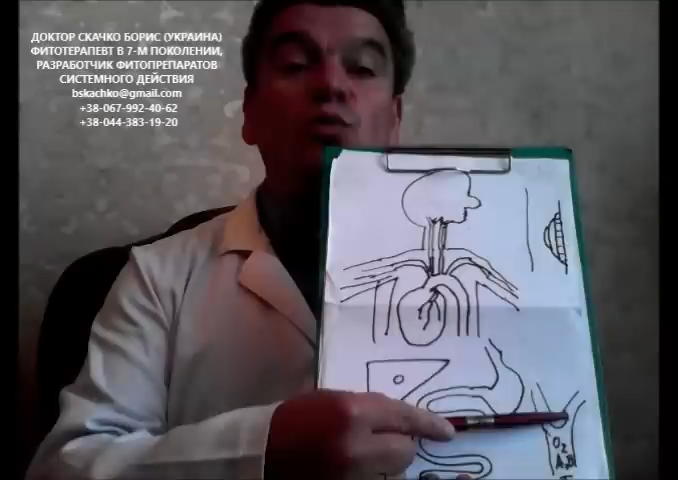 ДОКТОР СКАЧКО БОРИС (УКРАИНА)
ФИТОТЕРАПЕВТ В 7-М ПОКОЛЕНИИ,
РАЗРАБОТЧИК ФИТОПРЕПАРАТОВ
СИСТЕМНОГО ДЕЙСТВИЯ
bskachko@gmail.com
+38-067-992-40-62
+38-044-383-19-20
O2